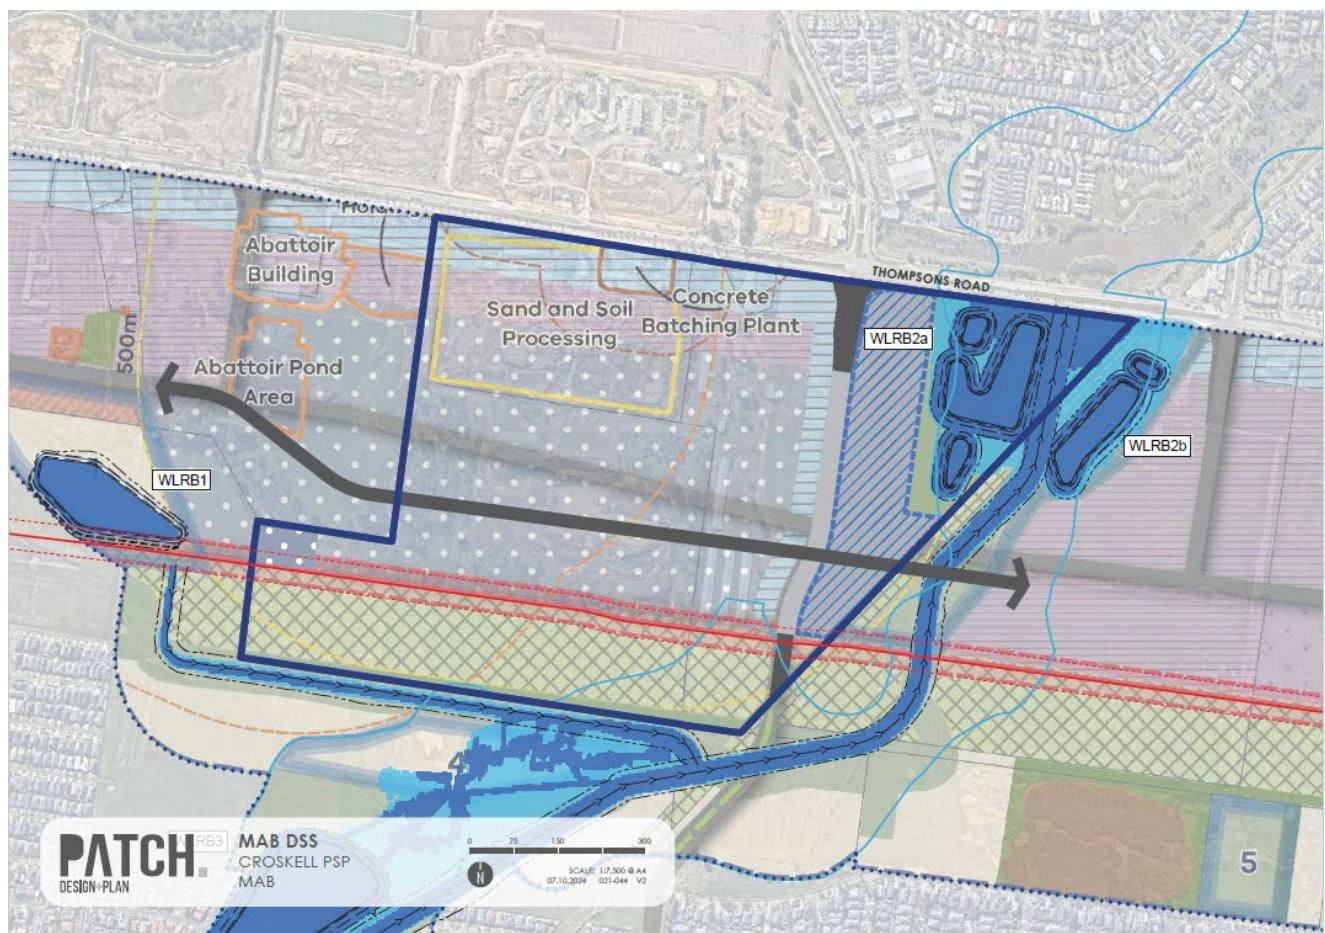 THOMPSONS ROAD
Abattoir
Building
Sand and Soil
Processing
Concrete
Batching Plant
WLRB2a
500m
Abattoir Pond
Area
WLRB2b
WLRB1
4
5
PATCH.
DESIGN+PLAN
RB3
MAB DSS
CROSKELL PSP
MAB
0 75 150 300
N
SCALE: 1:7,500 @ A4
07.10.2024 021-044 V2